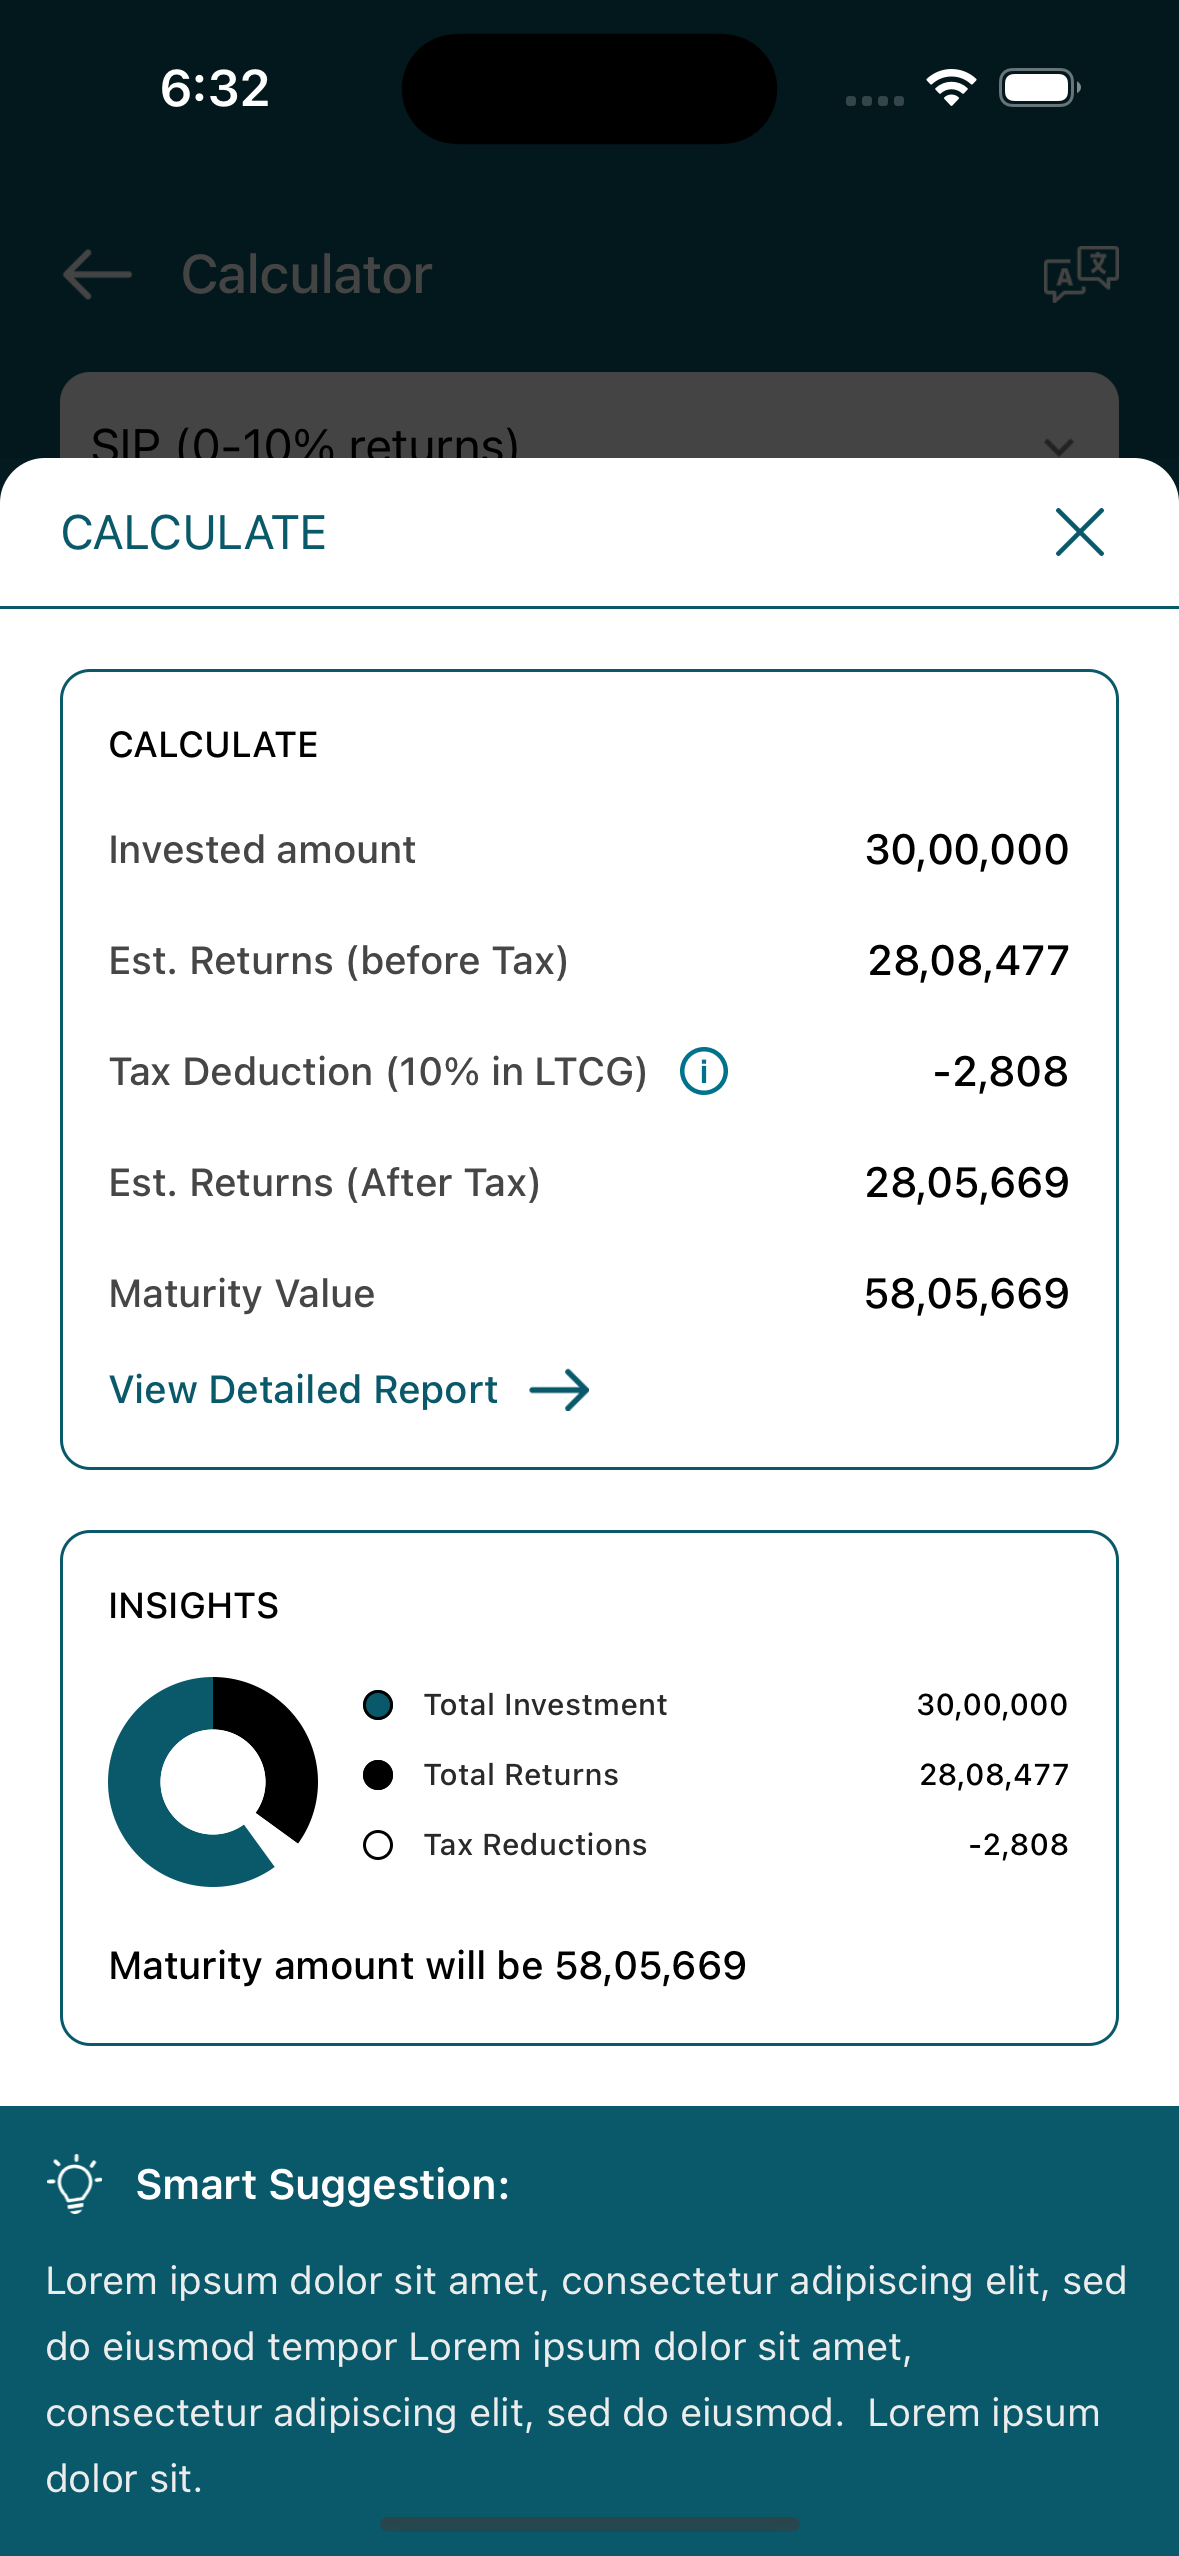 6:32
Calculator
SIP (0-10% returns)
CALCULATE
CALCULATE
Invested amount 30,00,000
Est. Returns (before Tax) 28,08,477
Tax Deduction (10% in LTCG) -2,808
Est. Returns (After Tax) 28,05,669
Maturity Value 58,05,669
View Detailed Report
INSIGHTS
Total Investment 30,00,000
Total Returns 28,08,477
Tax Reductions -2,808
Maturity amount will be 58,05,669
Smart Suggestion:
Lorem ipsum dolor sit amet, consectetur adipiscing elit, sed
do eiusmod tempor Lorem ipsum dolor sit amet,
consectetur adipiscing elit, sed do eiusmod.  Lorem ipsum
dolor sit.